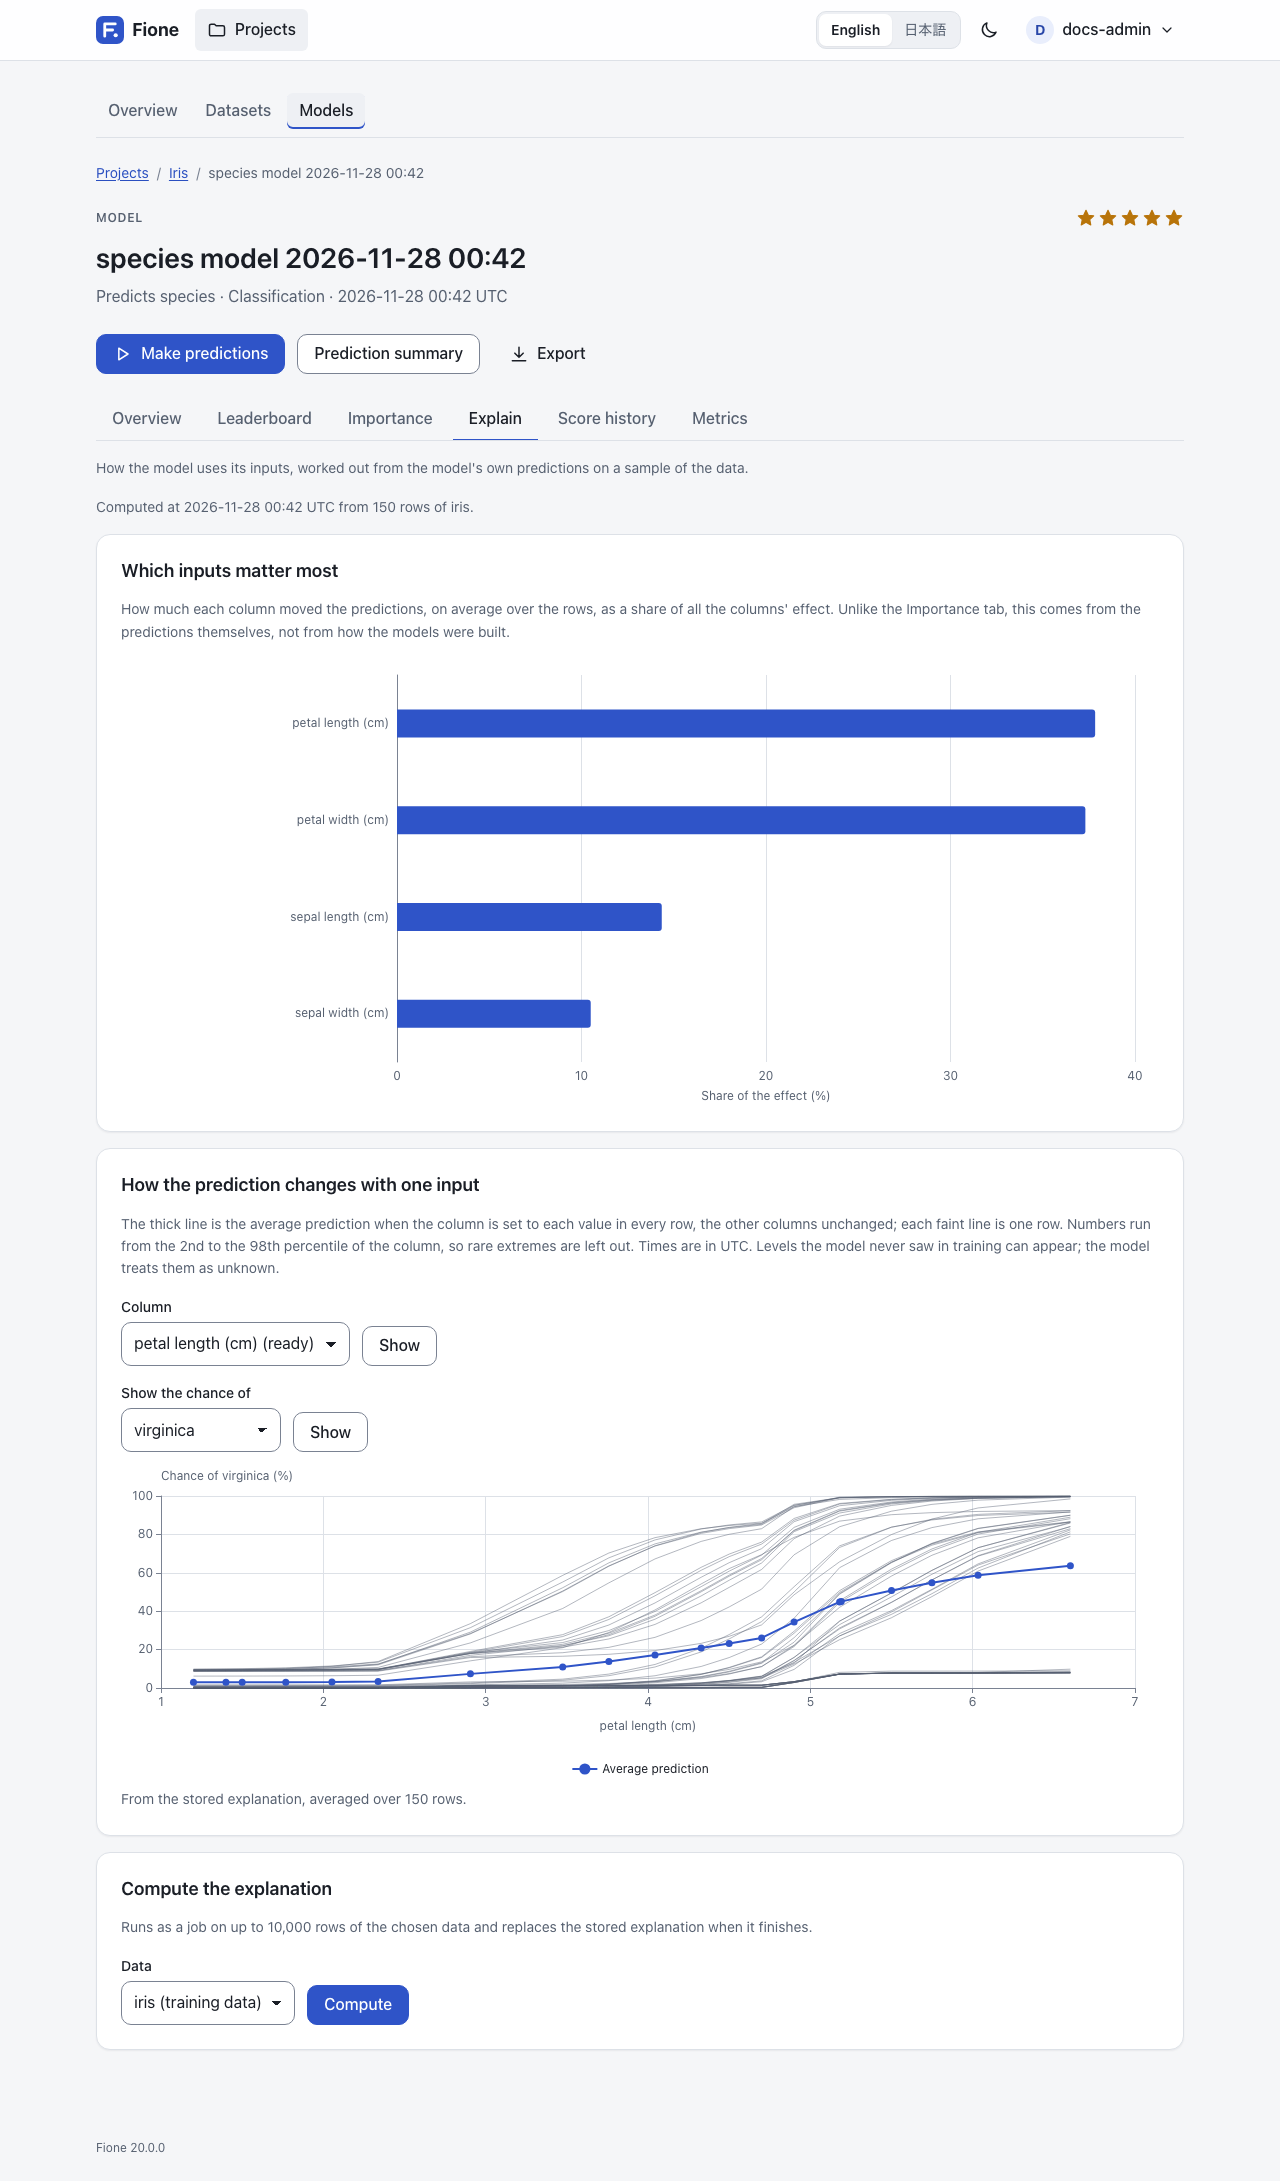 Fione
Projects
English
日本語
D
docs-admin
Overview
Datasets
Models
Projects / Iris / species model 2026-11-28 00:42
MODEL
species model 2026-11-28 00:42
Predicts species · Classification · 2026-11-28 00:42 UTC
Make predictions
Prediction summary
Export
Overview
Leaderboard
Importance
Explain
Score history
Metrics
How the model uses its inputs, worked out from the model's own predictions on a sample of the data.
Computed at 2026-11-28 00:42 UTC from 150 rows of iris.
Which inputs matter most
How much each column moved the predictions, on average over the rows, as a share of all the columns' effect. Unlike the Importance tab, this comes from the
predictions themselves, not from how the models were built.
petal length (cm)
petal width (cm)
sepal length (cm)
sepal width (cm)
0 10 20 30 40
Share of the effect (%)
How the prediction changes with one input
The thick line is the average prediction when the column is set to each value in every row, the other columns unchanged; each faint line is one row. Numbers run
from the 2nd to the 98th percentile of the column, so rare extremes are left out. Times are in UTC. Levels the model never saw in training can appear; the model
treats them as unknown.
Column
petal length (cm) (ready)
Show
Show the chance of
virginica
Show
Chance of virginica (%)
100
80
60
40
20
0
1 2 3 4 5 6 7
petal length (cm)
Average prediction
From the stored explanation, averaged over 150 rows.
Compute the explanation
Runs as a job on up to 10,000 rows of the chosen data and replaces the stored explanation when it finishes.
Data
iris (training data)
Compute
Fione 20.0.0